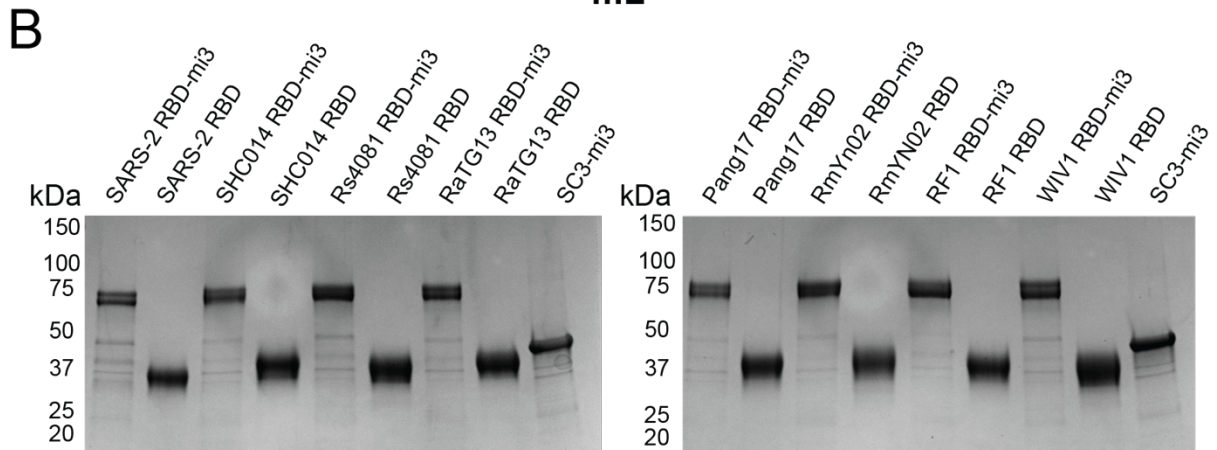 B
SARS-2 RBD-mi3
SARS-2 RBD
SHC014 RBD-mi3
SHC014 RBD
Rs4081 RBD-mi3
Rs4081 RBD
RaTG13 RBD-mi3
RaTG13 RBD
SC3-mi3
kDa
150
100
75
50
37
25
20
Pang17 RBD-mi3
Pang17 RBD
RmYn02 RBD-mi3
RmYN02 RBD
RF1 RBD-mi3
RF1 RBD
WIV1 RBD-mi3
WIV1 RBD
SC3-mi3
kDa
150
100
75
50
37
25
20